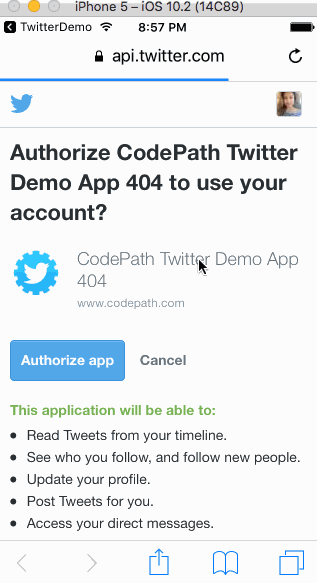 iPhone 5 – iOS 10.2 (14C89)
TwitterDemo 8:57 PM
api.twitter.com
Authorize CodePath Twitter
Demo App 404 to use your
account?
CodePath Twitter Demo App
404
www.codepath.com
Authorize app Cancel
This application will be able to:
• Read Tweets from your timeline.
• See who you follow, and follow new people.
• Update your profile.
• Post Tweets for you.
• Access your direct messages.